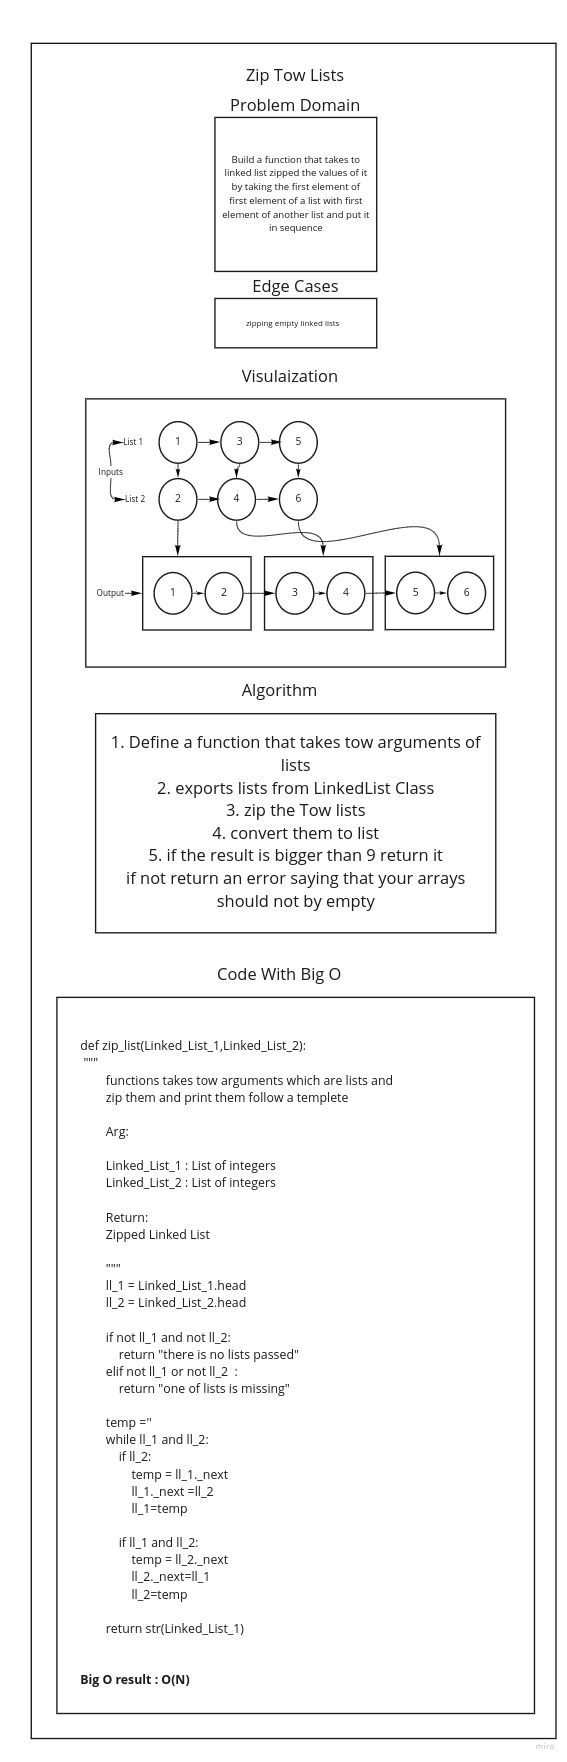 Zip Tow Lists
Problem Domain
Build a function that takes to
linked list zipped the values of it
by taking the first element of
first element of a list with first
element of another list and put it
in sequence
Edge Cases
zipping empty linked lists
Visulaization
List 1
1
3
5
Inputs
List 2
2
4
6
Output
1
2
3
4
5
6
Algorithm
1. Define a function that takes tow arguments of
lists
2. exports lists from LinkedList Class
3. zip the Tow lists
4. convert them to list
5. if the result is bigger than 9 return it
if not return an error saying that your arrays
should not by empty
Code With Big O
def zip_list(Linked_List_1,Linked_List_2):
"""
functions takes tow arguments which are lists and
zip them and print them follow a templete
Arg:
Linked_List_1 : List of integers
Linked_List_2 : List of integers
Return:
Zipped Linked List
"""
ll_1 = Linked_List_1.head
ll_2 = Linked_List_2.head
if not ll_1 and not ll_2:
return "there is no lists passed"
elif not ll_1 or not ll_2  :
return "one of lists is missing"
temp =''
while ll_1 and ll_2:
if ll_2:
temp = ll_1._next
ll_1._next =ll_2
ll_1=temp
if ll_1 and ll_2:
temp = ll_2._next
ll_2._next=ll_1
ll_2=temp
return str(Linked_List_1)
Big O result : O(N)
miro